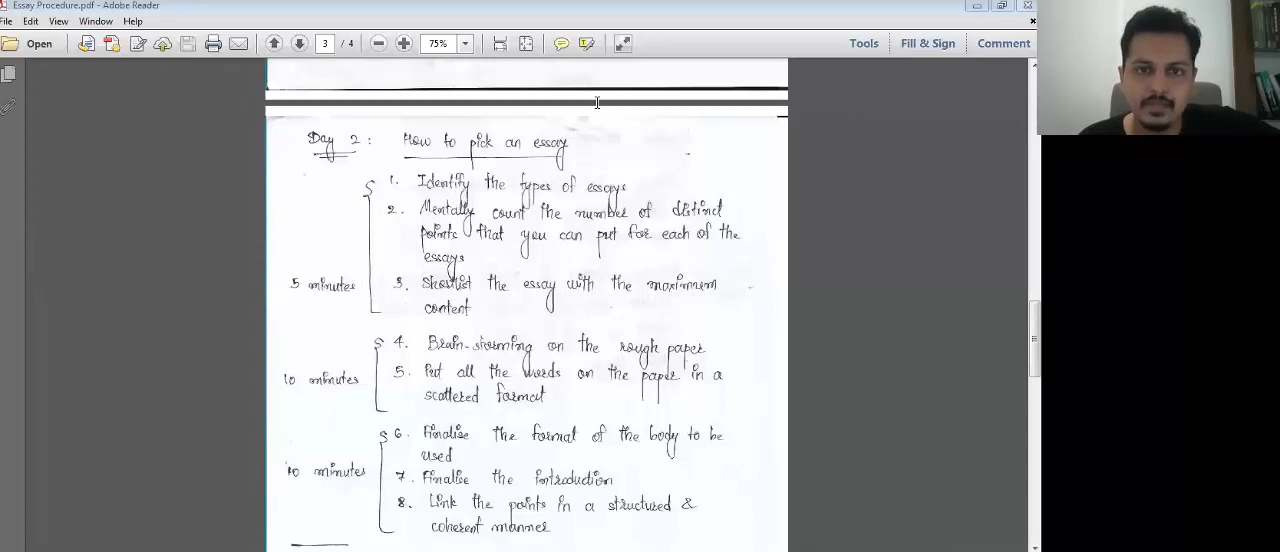 Essay Procedure.pdf - Adobe Reader
File Edit View Window Help
Open 3 / 4 75% Tools Fill & Sign Comment
Day 2 : How to pick an essay
1. Identify the types of essays
2. Mentally count the number of distinct
points that you can put for each of the
essays
5 minutes 3. Shortlist the essay with the maximum
content
4. Brain-storming on the rough paper
10 minutes 5. Put all the words on the paper in a
scattered format
6. Finalise the format of the body to be
used
10 minutes 7. Finalise the introduction
8. Link the points in a structured &
coherent manner